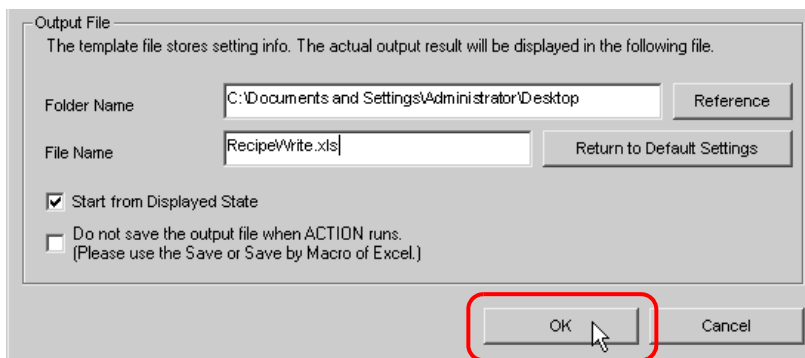 Output File
The template file stores setting info. The actual output result will be displayed in the following file.
Folder Name
C:\Documents and Settings\Administrator\Desktop
Reference
File Name
RecipeWrite.xls
Return to Default Settings
Start from Displayed State
Do not save the output file when ACTION runs.
(Please use the Save or Save by Macro of Excel.)
OK
Cancel